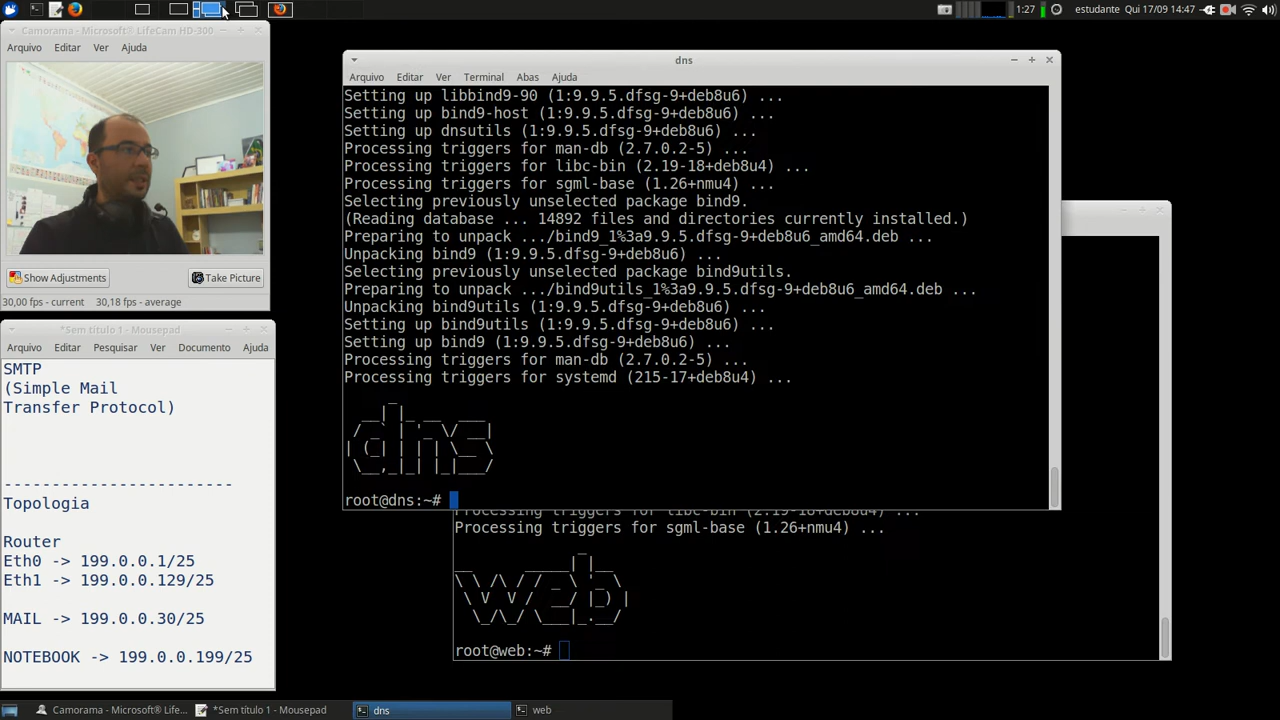 1:27
estudante
Qui 17/09 14:47
Camorama - Microsoft® LifeCam HD-300
Arquivo Editar Ver Ajuda
Show Adjustments
Take Picture
30,00 fps - current 30,18 fps - average
*Sem título 1 - Mousepad
Arquivo Editar Pesquisar Ver Documento Ajuda
SMTP
(Simple Mail
Transfer Protocol)
------------------------
Topologia
Router
Eth0 -> 199.0.0.1/25
Eth1 -> 199.0.0.129/25
MAIL -> 199.0.0.30/25
NOTEBOOK -> 199.0.0.199/25
dns
Arquivo Editar Ver Terminal Abas Ajuda
Setting up libbind9-90 (1:9.9.5.dfsg-9+deb8u6) ...
Setting up bind9-host (1:9.9.5.dfsg-9+deb8u6) ...
Setting up dnsutils (1:9.9.5.dfsg-9+deb8u6) ...
Processing triggers for man-db (2.7.0.2-5) ...
Processing triggers for libc-bin (2.19-18+deb8u4) ...
Processing triggers for sgml-base (1.26+nmu4) ...
Selecting previously unselected package bind9.
(Reading database ... 14892 files and directories currently installed.)
Preparing to unpack .../bind9_1%3a9.9.5.dfsg-9+deb8u6_amd64.deb ...
Unpacking bind9 (1:9.9.5.dfsg-9+deb8u6) ...
Selecting previously unselected package bind9utils.
Preparing to unpack .../bind9utils_1%3a9.9.5.dfsg-9+deb8u6_amd64.deb ...
Unpacking bind9utils (1:9.9.5.dfsg-9+deb8u6) ...
Setting up bind9utils (1:9.9.5.dfsg-9+deb8u6) ...
Setting up bind9 (1:9.9.5.dfsg-9+deb8u6) ...
Processing triggers for man-db (2.7.0.2-5) ...
Processing triggers for systemd (215-17+deb8u4) ...
dns
root@dns:~#
Processing triggers for libc-bin (2.19-18+deb8u4) ...
Processing triggers for sgml-base (1.26+nmu4) ...
web
root@web:~#
Camorama - Microsoft® LifeCam...
*Sem título 1 - Mousepad
dns
web